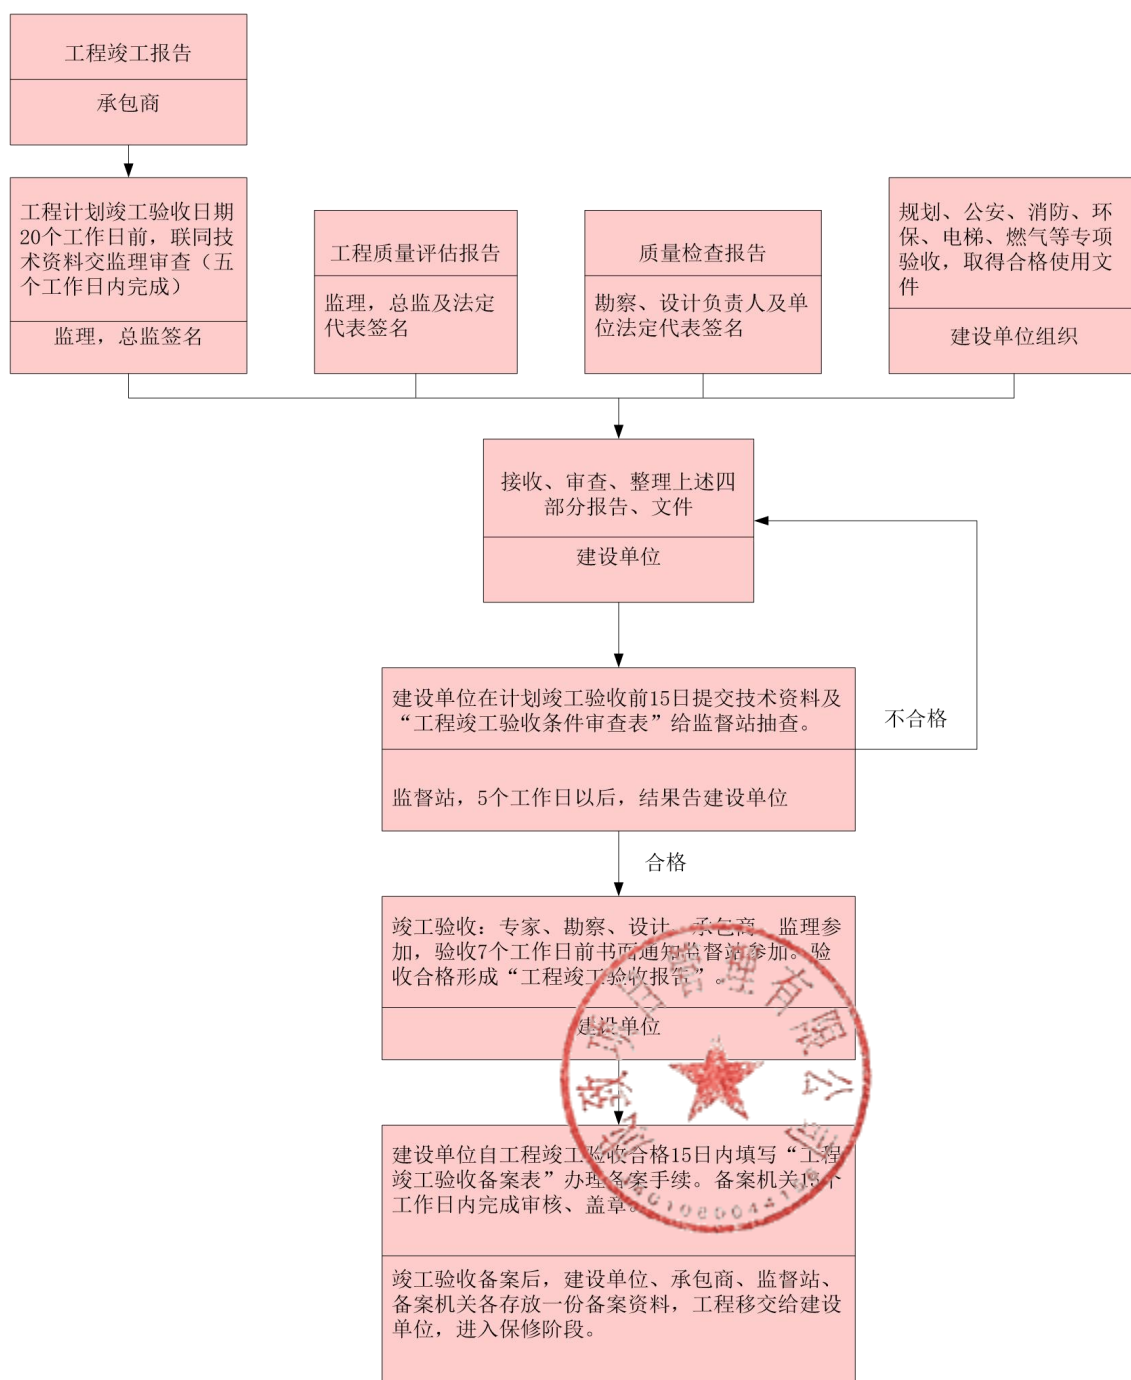 工程竣工报告
承包商
工程计划竣工验收日期
20个工作日前，联同技
术资料交监理审查（五
个工作日内完成）
监理，总监签名
工程质量评估报告
监理，总监及法定
代表签名
质量检查报告
勘察、设计负责人及单
位法定代表签名
规划、公安、消防、环
保、电梯、燃气等专项
验收，取得合格使用文
件
建设单位组织
接收、审查、整理上述四
部分报告、文件
建设单位
建设单位在计划竣工验收前15日提交技术资料及
“工程竣工验收条件审查表”给监督站抽查。
不合格
监督站，5个工作日以后，结果告建设单位
合格
竣工验收：专家、勘察、设计、承包商、监理参
加，验收7个工作日前书面通知监督站参加。验
收合格形成“工程竣工验收报告”。
建设单位
建设单位自工程竣工验收合格15日内填写“工程
竣工验收备案表”办理备案手续。备案机关15个
工作日内完成审核、盖章。
竣工验收备案后，建设单位、承包商、监督站、
备案机关各存放一份备案资料，工程移交给建设
单位，进入保修阶段。
项目管理有限公司